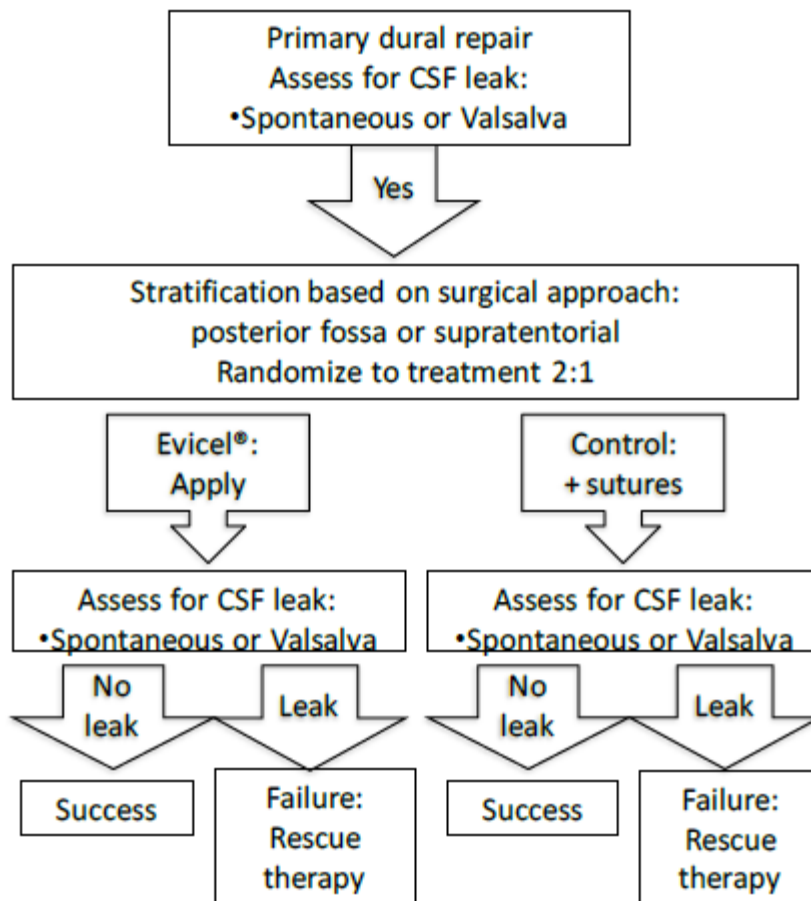 Primary dural repair
Assess for CSF leak:
•Spontaneous or Valsalva
Yes
Stratification based on surgical approach:
posterior fossa or supratentorial
Randomize to treatment 2:1
Evicel®:
Apply
Control:
+ sutures
Assess for CSF leak:
•Spontaneous or Valsalva
Assess for CSF leak:
•Spontaneous or Valsalva
No
leak
Leak
No
leak
Leak
Success
Failure:
Rescue
therapy
Success
Failure:
Rescue
therapy